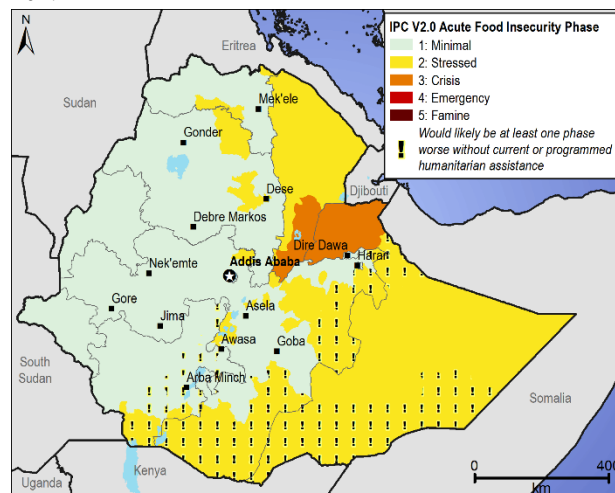 N
IPC V2.0 Acute Food Insecurity Phase
1: Minimal
2: Stressed
3: Crisis
4: Emergency
5: Famine
! Would likely be at least one phase
worse without current or programmed
humanitarian assistance
Eritrea
Sudan
Mek'ele
Gonder
Djibouti
Dese
Debre Markos
Dire Dawa
Harar
Addis Ababa
Nek'emte
Gore
Asela
Jima
Awasa
Goba
South
Sudan
Arba Minch
Somalia
Uganda
Kenya
0 400
km